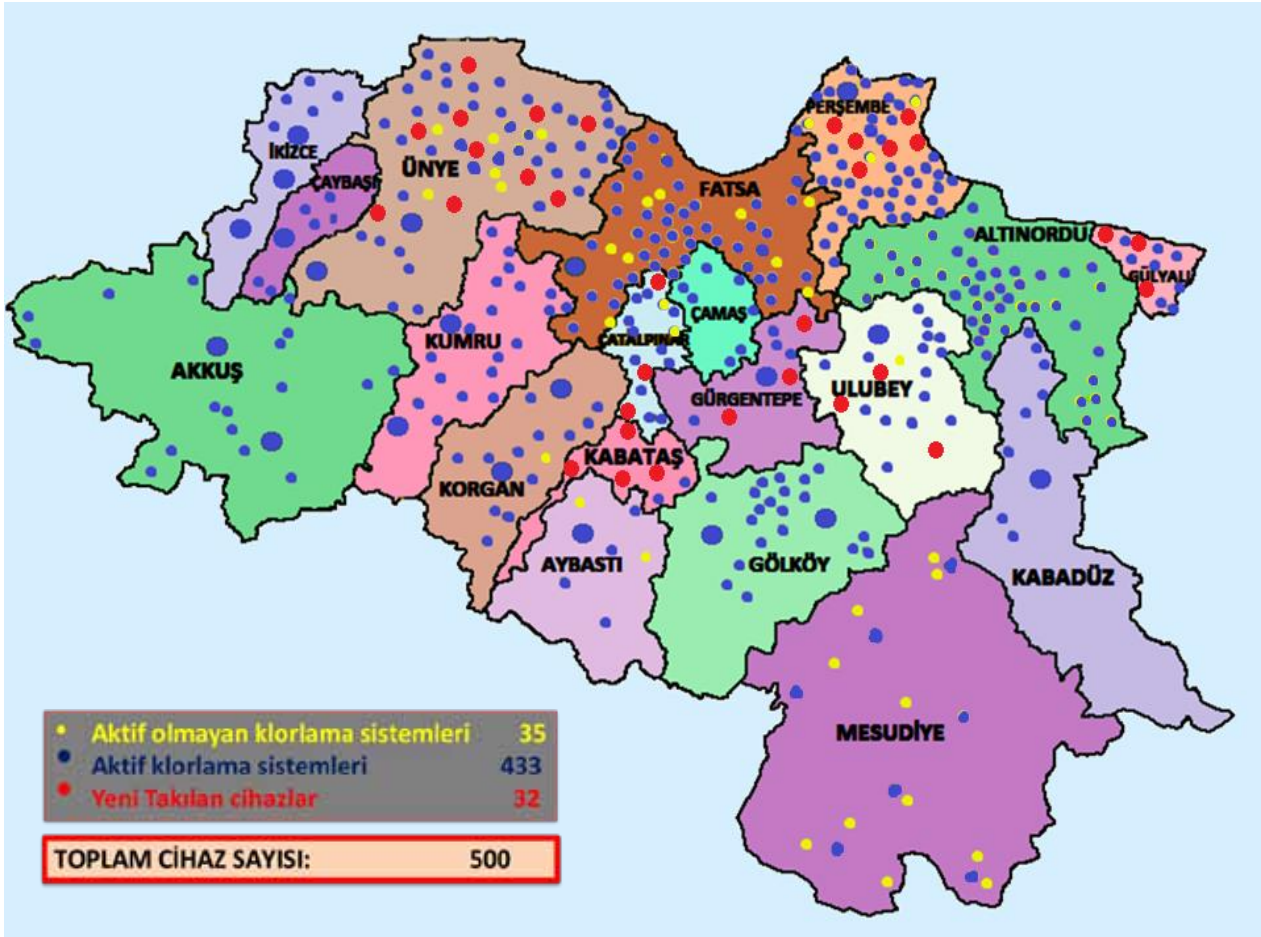 PERŞEMBE
İKİZCE
ÇAYBAŞI
ÜNYE
FATSA
ALTINORDU
GÜLYALI
AKKUŞ
KUMRU
ÇATALPINAR
ÇAMAŞ
GÜRGENTEPE
ULUBEY
KABATAŞ
KORGAN
AYBASTI
GÖLKÖY
KABADÜZ
MESUDİYE
Aktif olmayan klorlama sistemleri 35
Aktif klorlama sistemleri 433
Yeni Takılan cihazlar 32
TOPLAM CİHAZ SAYISI: 500